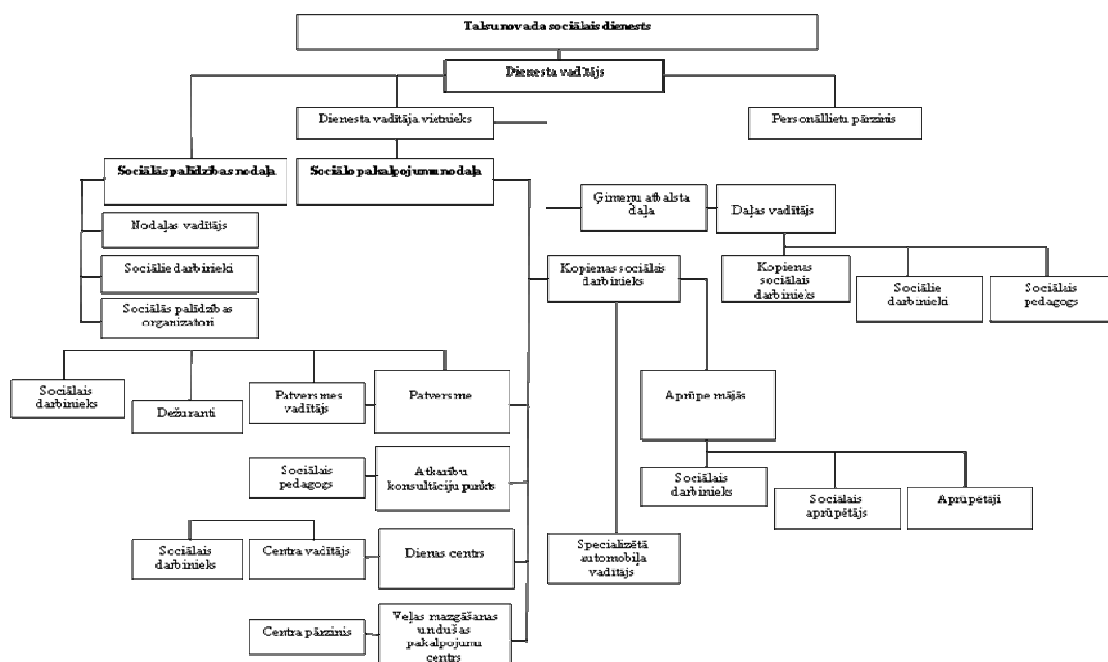 Talsu novada sociālais dienests
Dienesta vadītājs
Dienesta vadītāja vietnieks
Personāllietu pārzinis
Sociālās palīdzības nodaļa
Sociālo pakalpojumu nodaļa
Ģimeņu atbalsta
daļa
Daļas vadītājs
Nodaļas vadītājs
Sociālie darbinieki
Sociālās palīdzības
organizatori
Kopienas sociālais
darbinieks
Kopienas
sociālais
darbinieks
Sociālie
darbinieki
Sociālais
pedagogs
Sociālais
darbinieks
Dežuranti
Patversmes
vadītājs
Patversme
Aprūpe mājās
Sociālais
pedagogs
Atkarību
konsultāciju punkts
Sociālais
darbinieks
Sociālais
aprūpētājs
Aprūpētāji
Sociālais
darbinieks
Centra vadītājs
Dienas centrs
Specializētā
automobiļa
vadītājs
Centra pārzinis
Veļas mazgāšanas
un dušas
pakalpojumu
centrs